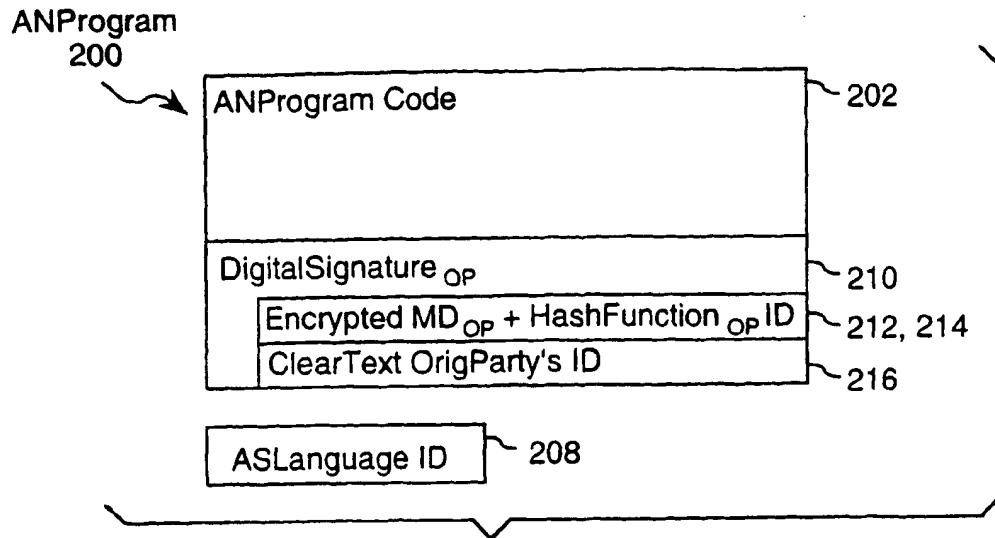 ANProgram
200
ANProgram Code
202
DigitalSignature OP
210
Encrypted MD OP + HashFunction OP ID
212, 214
ClearText OrigParty's ID
216
ASLanguage ID
208